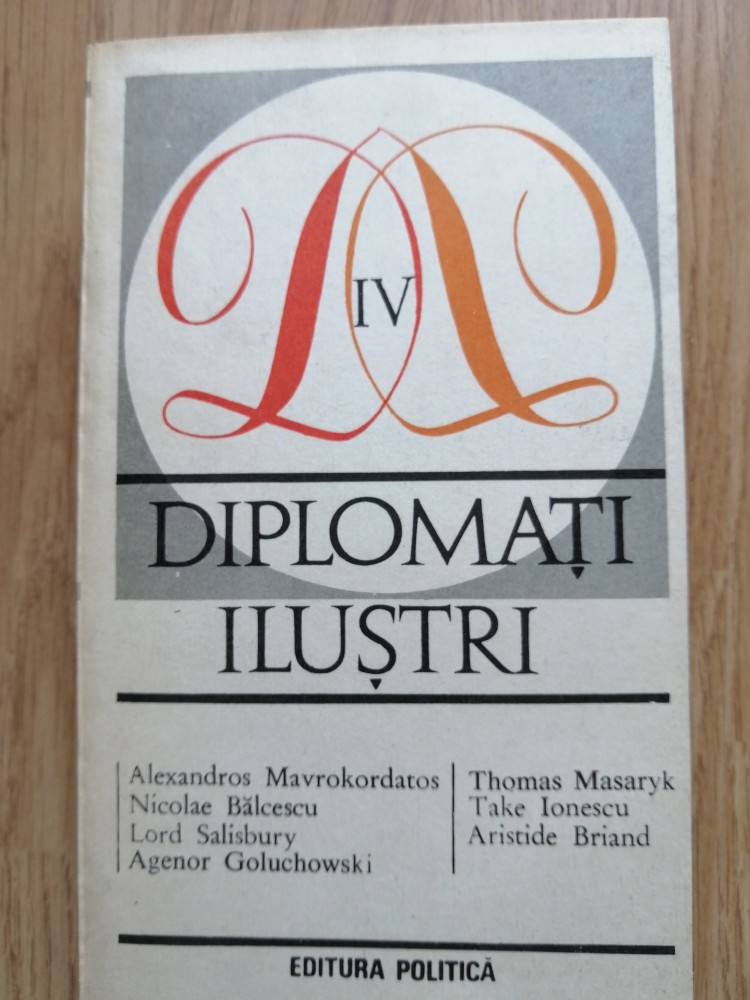 IV
DIPLOMAȚI
ILUȘTRI
Alexandros Mavrokordatos
Nicolae Bălcescu
Lord Salisbury
Agenor Goluchowski
Thomas Masaryk
Take Ionescu
Aristide Briand
EDITURA POLITICĂ